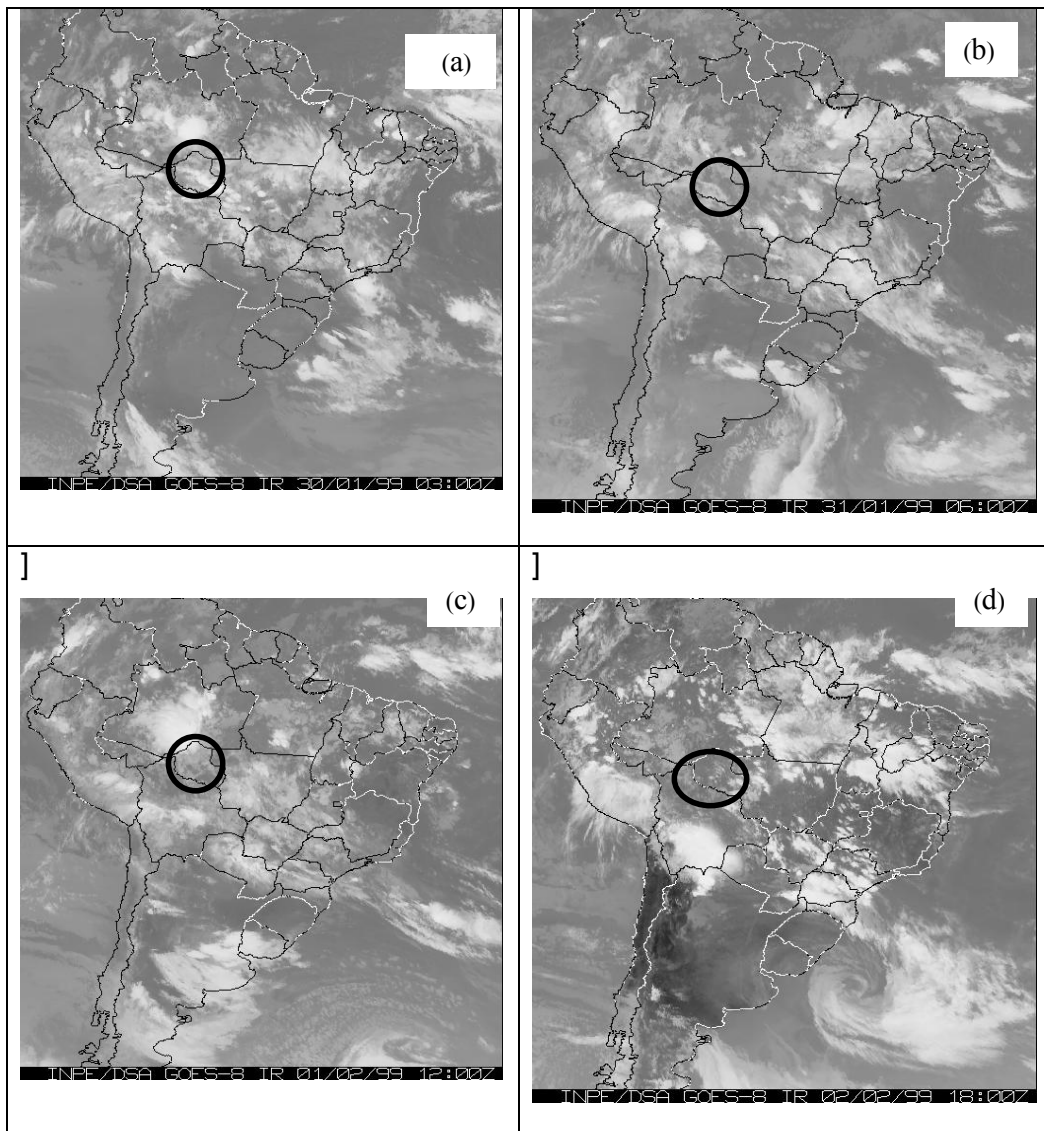 (a)
(b)
INPE/DSA GOES-8 IR 30/01/99 03:00Z
INPE/DSA GOES-8 IR 31/01/99 06:00Z
]
]
(c)
(d)
INPE/DSA GOES-8 IR 01/02/99 12:00Z
INPE/DSA GOES-8 IR 02/02/99 18:00Z